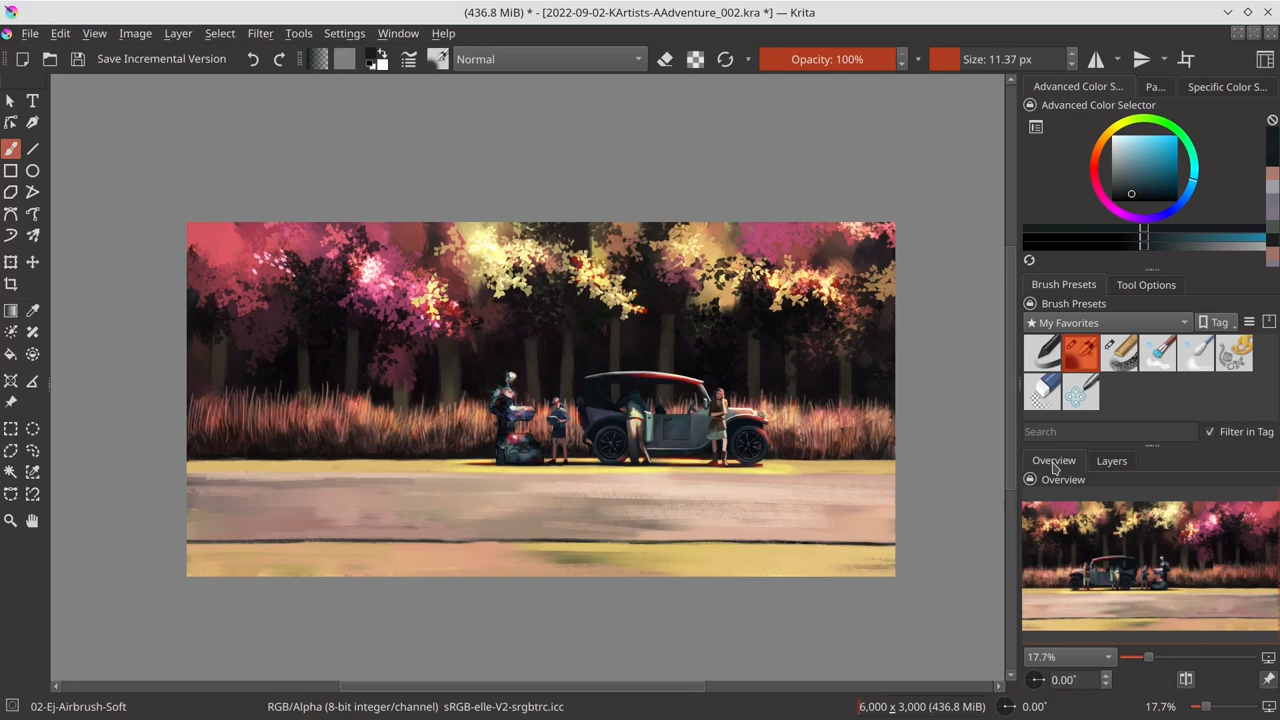 (436.8 MiB) * - [2022-09-02-KArtists-AAdventure_002.kra *] — Krita
File Edit View Image Layer Select Filter Tools Settings Window Help
Save Incremental Version Normal Opacity: 100% Size: 11.37 px
Advanced Color S... Pa... Specific Color S...
Advanced Color Selector
Brush Presets Tool Options
Brush Presets
★ My Favorites Tag
Search Filter in Tag
Overview Layers
Overview
17.7%
0.00°
02-Ej-Airbrush-Soft RGB/Alpha (8-bit integer/channel) sRGB-elle-V2-srgbtrc.icc 6,000 x 3,000 (436.8 MiB) 0.00° 17.7%